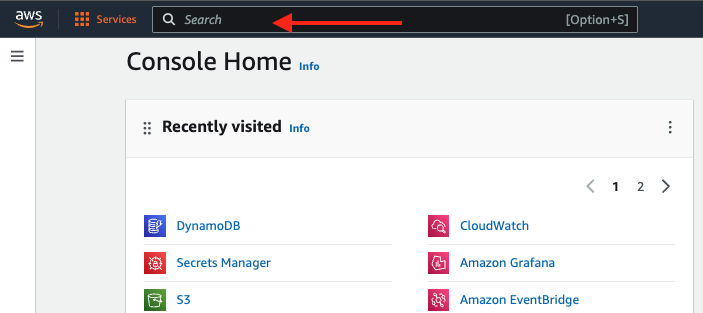 aws Services Search [Option+S]
Console Home Info
Recently visited Info
1 2
DynamoDB CloudWatch
Secrets Manager Amazon Grafana
S3 Amazon EventBridge